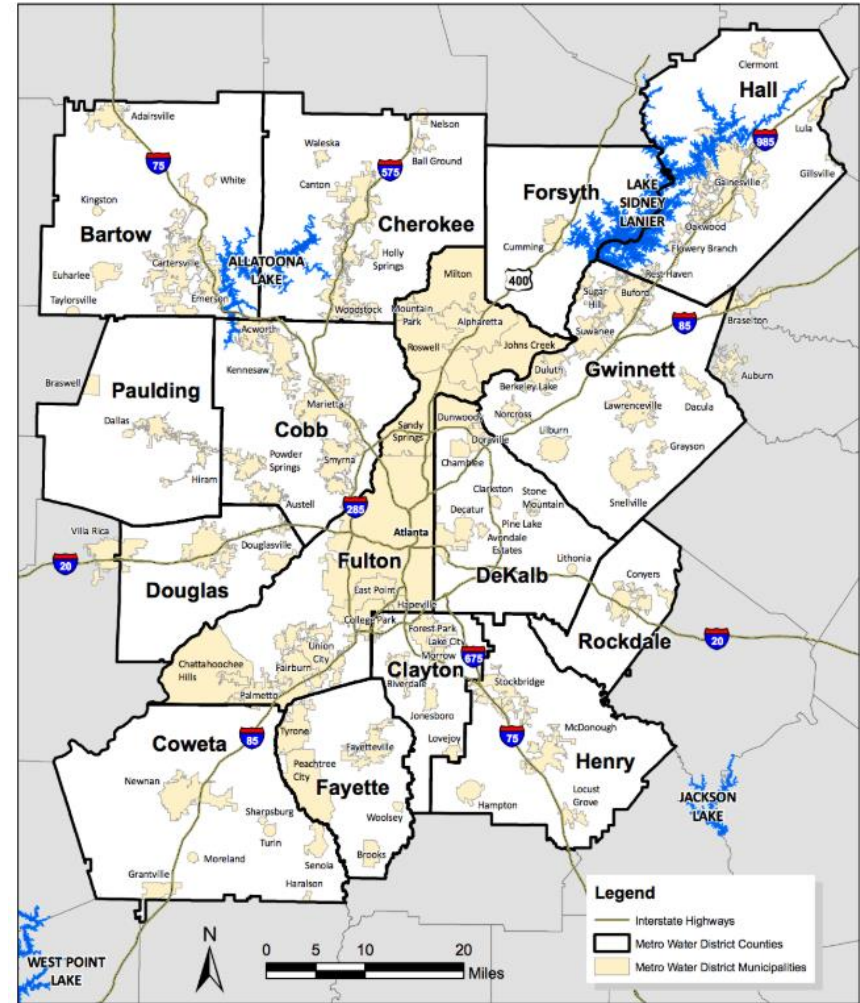 Clermont
Hall
Adairsville
Nelson
Lula
985
Waleska
Ball Ground
75
575
Gillsville
White
Canton
Forsyth
LAKE
SIDNEY
LANIER
Gainesville
Kingston
Cherokee
Oakwood
Bartow
Cumming
Flowery Branch
Cartersville
ALLATOONA
LAKE
Holly
Springs
Rest Haven
Euharlee
Milton
400
Sugar
Hill
Buford
Emerson
Taylorsville
Woodstock
Mountain
Park
Alpharetta
85
Braselton
Acworth
Suwanee
Roswell
Johns Creek
Kennesaw
Duluth
Gwinnett
Auburn
Paulding
Berkeley Lake
Braswell
Marietta
Lawrenceville
Dacula
Dunwoody
Norcross
Dallas
Cobb
Sandy
Springs
Doraville
Lilburn
Grayson
Powder
Springs
Smyrna
Chamblee
Hiram
Clarkston
Stone
Mountain
Snellville
Austell
285
Decatur
Villa Rica
Atlanta
Pine Lake
Douglasville
Avondale
Estates
Lithonia
20
Fulton
DeKalb
Conyers
Douglas
East Point
Hapeville
College Park
Rockdale
20
Forest Park
Union
City
Lake City
Chattahoochee
Hills
Fairburn
Morrow
675
Clayton
Palmetto
Riverdale
Stockbridge
Jonesboro
Coweta
85
Tyrone
McDonough
Fayetteville
Lovejoy
75
Henry
Peachtree
City
Newnan
Fayette
JACKSON
LAKE
Locust
Grove
Hampton
Sharpsburg
Woolsey
Turin
Moreland
Senoia
Brooks
Grantville
Haralson
Legend
Interstate Highways
Metro Water District Counties
Metro Water District Municipalities
N
0 5 10 20
Miles
WEST POINT
LAKE